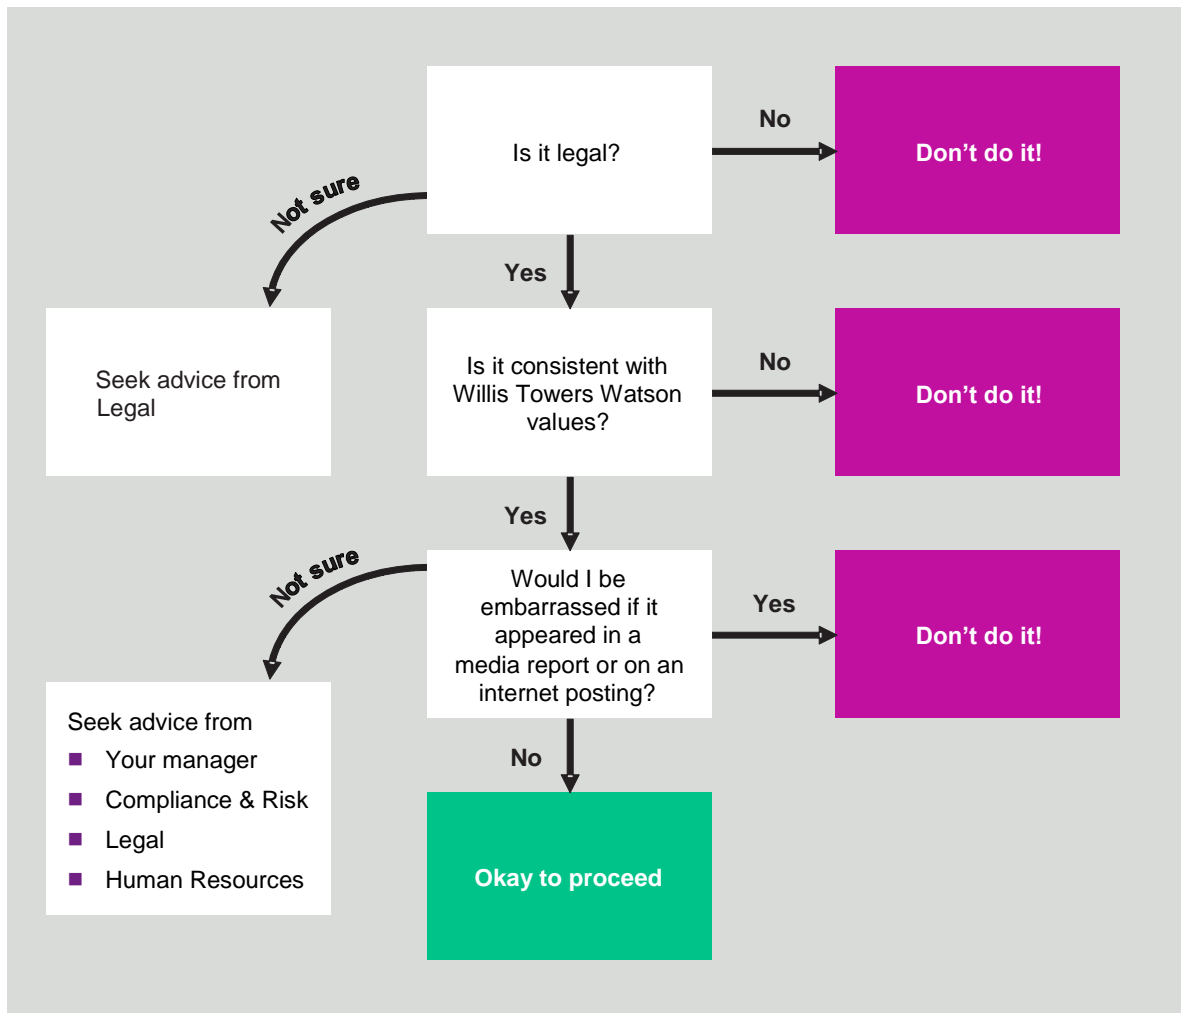 Is it legal?
No
Don't do it!
Not sure
Yes
Seek advice from
Legal
Is it consistent with
Willis Towers Watson
values?
No
Don't do it!
Yes
Not sure
Would I be
embarrassed if it
appeared in a
media report or on an
internet posting?
Yes
Don't do it!
Seek advice from
Your manager
Compliance & Risk
Legal
Human Resources
No
Okay to proceed